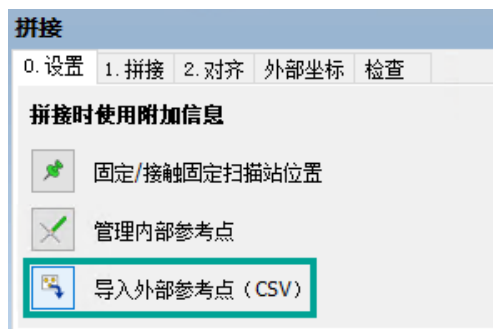 拼接
0. 设置 1. 拼接 2. 对齐 外部坐标 检查
拼接时使用附加信息
固定/接触固定扫描站位置
管理内部参考点
导入外部参考点（CSV）